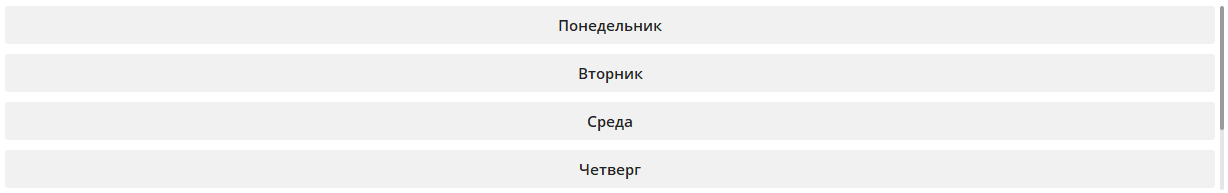 Понедельник
Вторник
Среда
Четверг